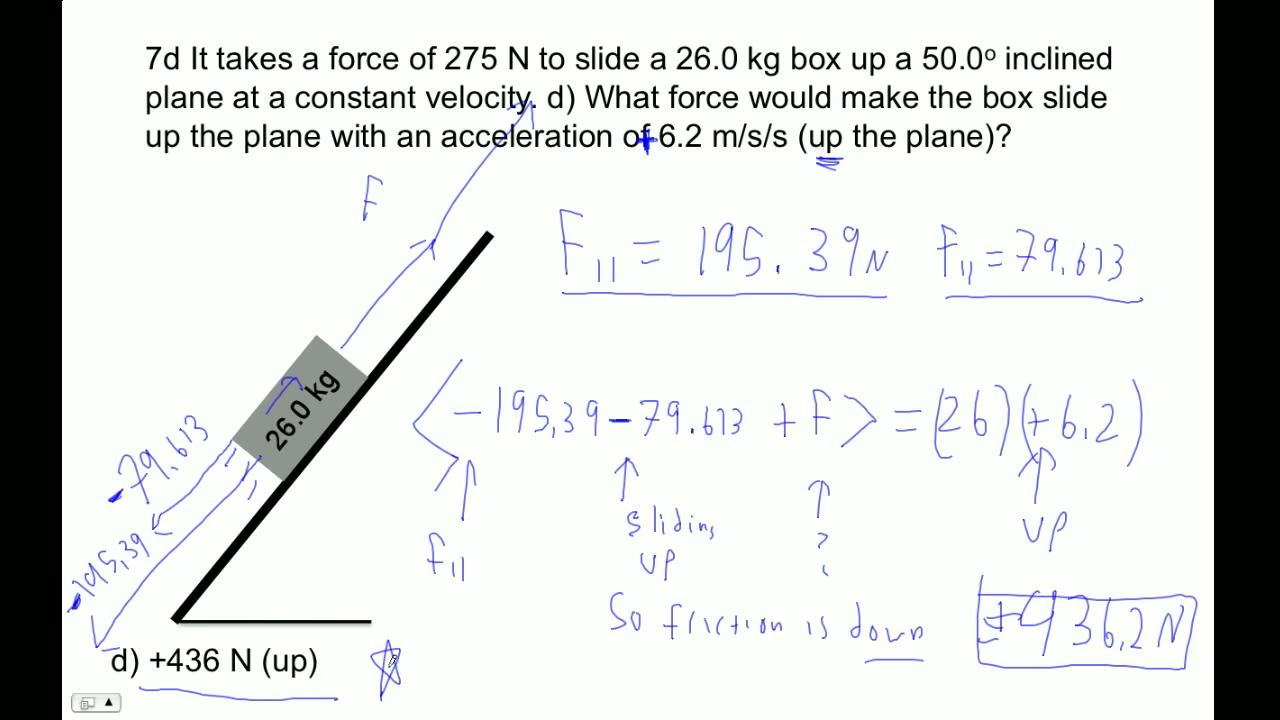 7d It takes a force of 275 N to slide a 26.0 kg box up a 50.0º inclined
plane at a constant velocity. d) What force would make the box slide
up the plane with an acceleration of +6.2 m/s/s (up the plane)?
F
F|| = 195.39N F|| = 79.613
26.0 kg
<-195,39 - 79.613 + F> = (26)(+6.2)
-79.613
-195,39
F||
sliding
UP
?
UP
So friction is down
+436.2 N
d) +436 N (up)